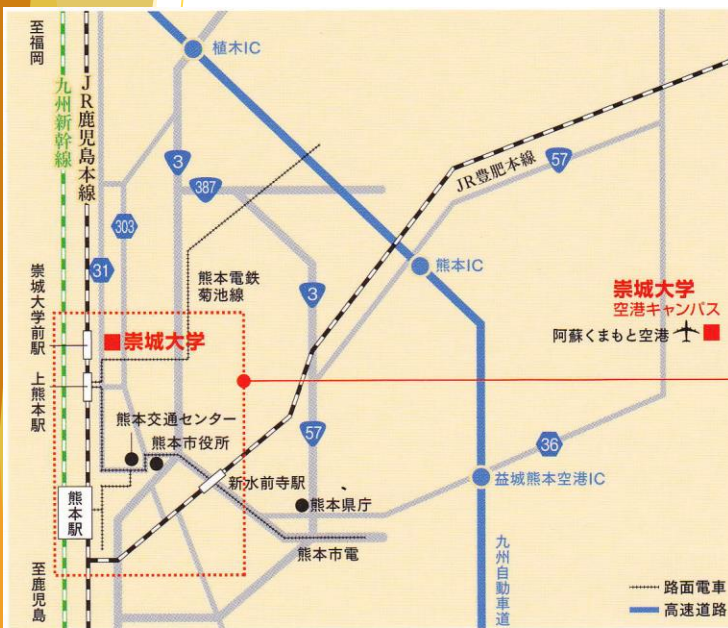 至福岡
九州新幹線
JR鹿児島本線
植木IC
3
387
303
31
熊本電鉄
菊池線
JR豊肥本線
57
熊本IC
3
崇城大学
空港キャンパス
阿蘇くまもと空港
崇城大学前駅
崇城大学
上熊本駅
熊本交通センター
熊本市役所
57
36
新水前寺駅
益城熊本空港IC
熊本県庁
熊本駅
熊本市電
至鹿児島
九州自動車道
路面電車
高速道路